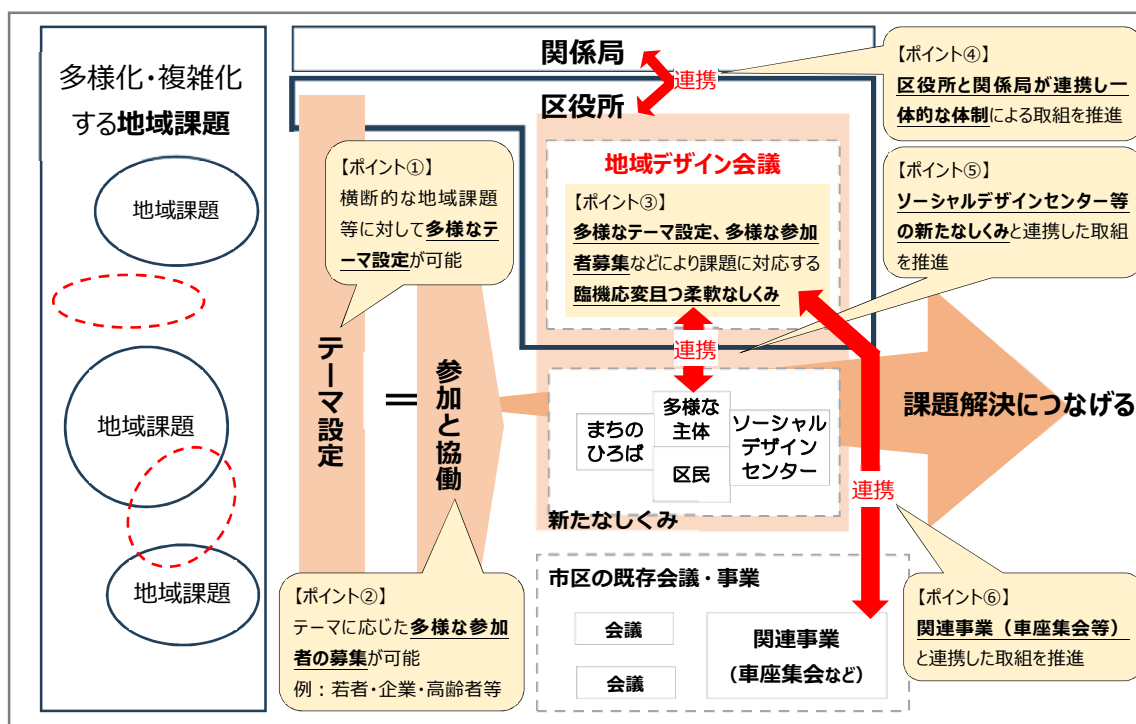 多様化・複雑化
する地域課題
地域課題
地域課題
地域課題
関係局
連携
区役所
【ポイント④】
区役所と関係局が連携し一
体的な体制による取組を推進
【ポイント①】
横断的な地域課題
等に対して多様なテ
ーマ設定が可能
地域デザイン会議
【ポイント③】
多様なテーマ設定、多様な参加
者募集などにより課題に対応する
臨機応変且つ柔軟なしくみ
【ポイント⑤】
ソーシャルデザインセンター等
の新たなしくみと連携した取組
を推進
テーマ設定
=
参加と協働
連携
まちの
ひろば
多様な
主体
区民
ソーシャル
デザイン
センター
新たなしくみ
課題解決につなげる
連携
【ポイント②】
テーマに応じた多様な参加
者の募集が可能
例：若者・企業・高齢者等
市区の既存会議・事業
会議
会議
関連事業
（車座集会など）
【ポイント⑥】
関連事業（車座集会等）
と連携した取組を推進